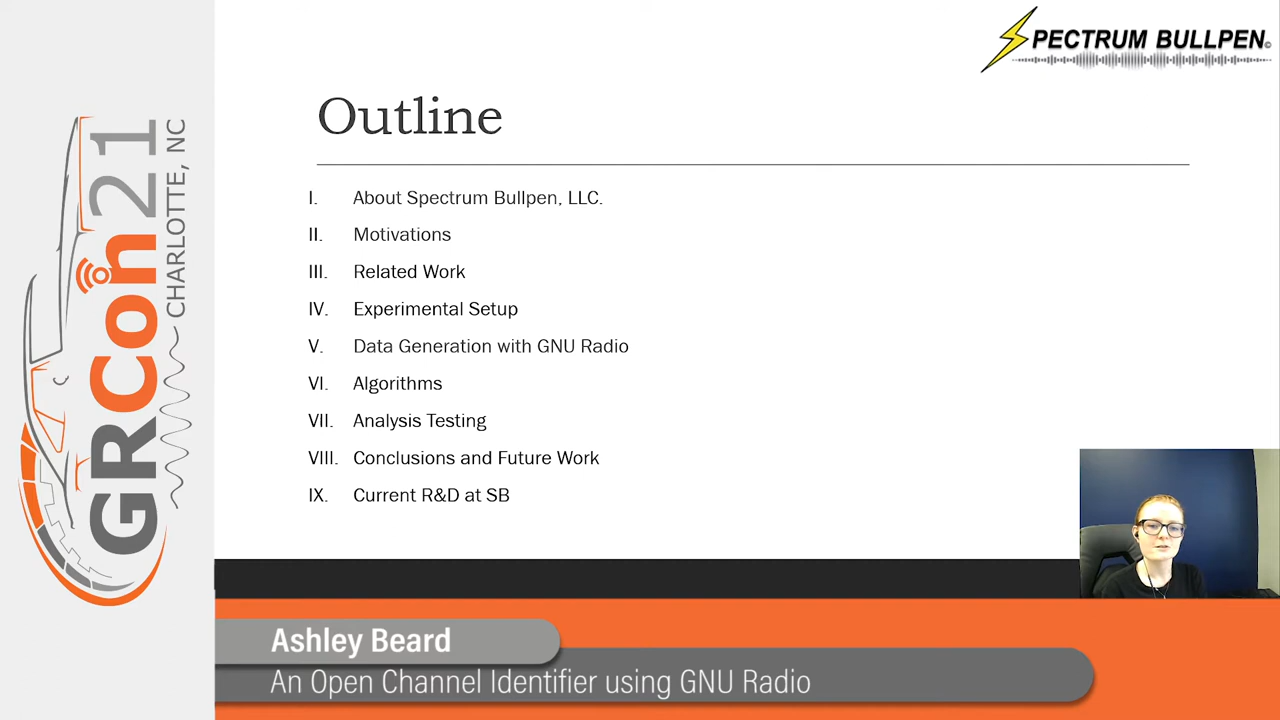 GRCon21
CHARLOTTE, NC
SPECTRUM BULLPEN©
Outline
I. About Spectrum Bullpen, LLC.
II. Motivations
III. Related Work
IV. Experimental Setup
V. Data Generation with GNU Radio
VI. Algorithms
VII. Analysis Testing
VIII. Conclusions and Future Work
IX. Current R&D at SB
Ashley Beard
An Open Channel Identifier using GNU Radio